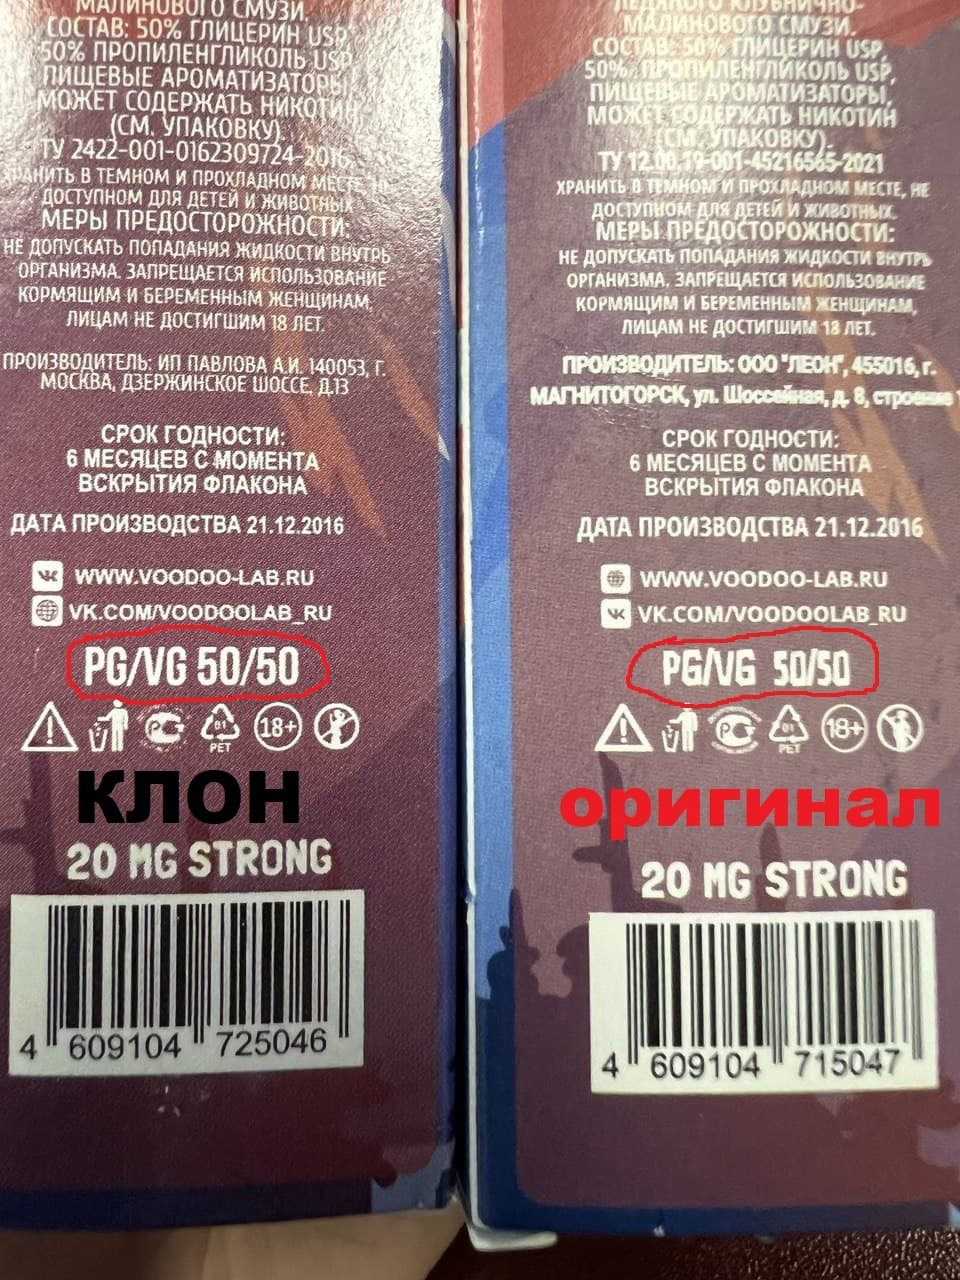 МАЛИНОВОГО СМУЗИ.
СОСТАВ: 50% ГЛИЦЕРИН USP,
50% ПРОПИЛЕНГЛИКОЛЬ USP,
ПИЩЕВЫЕ АРОМАТИЗАТОРЫ,
МОЖЕТ СОДЕРЖАТЬ НИКОТИН
(СМ. УПАКОВКУ).
ТУ 2422-001-0162309724-2016
ХРАНИТЬ В ТЕМНОМ И ПРОХЛАДНОМ МЕСТЕ, НЕ
ДОСТУПНОМ ДЛЯ ДЕТЕЙ И ЖИВОТНЫХ
МЕРЫ ПРЕДОСТОРОЖНОСТИ:
НЕ ДОПУСКАТЬ ПОПАДАНИЯ ЖИДКОСТИ ВНУТРЬ
ОРГАНИЗМА. ЗАПРЕЩАЕТСЯ ИСПОЛЬЗОВАНИЕ
КОРМЯЩИМ И БЕРЕМЕННЫМ ЖЕНЩИНАМ,
ЛИЦАМ НЕ ДОСТИГШИМ 18 ЛЕТ.
ПРОИЗВОДИТЕЛЬ: ИП ПАВЛОВА А.И. 140053, Г.
МОСКВА, ДЗЕРЖИНСКОЕ ШОССЕ, Д.13
СРОК ГОДНОСТИ:
6 МЕСЯЦЕВ С МОМЕНТА
ВСКРЫТИЯ ФЛАКОНА
ДАТА ПРОИЗВОДСТВА 21.12.2016
WWW.VOODOO-LAB.RU
VK.COM/VOODOOLAB_RU
PG/VG 50/50
18+
PET
клон
20 MG STRONG
4 609104 725046
ЛЕДЯНОГО КЛУБНИЧНО-
МАЛИНОВОГО СМУЗИ.
СОСТАВ: 50% ГЛИЦЕРИН USP,
50% ПРОПИЛЕНГЛИКОЛЬ USP,
ПИЩЕВЫЕ АРОМАТИЗАТОРЫ,
МОЖЕТ СОДЕРЖАТЬ НИКОТИН
(СМ. УПАКОВКУ).
ТУ 12.00.19-001-45216565-2021
ХРАНИТЬ В ТЕМНОМ И ПРОХЛАДНОМ МЕСТЕ, НЕ
ДОСТУПНОМ ДЛЯ ДЕТЕЙ И ЖИВОТНЫХ.
МЕРЫ ПРЕДОСТОРОЖНОСТИ:
НЕ ДОПУСКАТЬ ПОПАДАНИЯ ЖИДКОСТИ ВНУТРЬ
ОРГАНИЗМА. ЗАПРЕЩАЕТСЯ ИСПОЛЬЗОВАНИЕ
КОРМЯЩИМ И БЕРЕМЕННЫМ ЖЕНЩИНАМ,
ЛИЦАМ НЕ ДОСТИГШИМ 18 ЛЕТ.
ПРОИЗВОДИТЕЛЬ: ООО "ЛЕОН", 455016, г.
МАГНИТОГОРСК, ул. Шоссейная, д. 8, строение 1
СРОК ГОДНОСТИ:
6 МЕСЯЦЕВ С МОМЕНТА
ВСКРЫТИЯ ФЛАКОНА
ДАТА ПРОИЗВОДСТВА 21.12.2016
WWW.VOODOO-LAB.RU
VK.COM/VOODOOLAB_RU
PG/VG 50/50
18+
PET
оригинал
20 MG STRONG
4 609104 715047